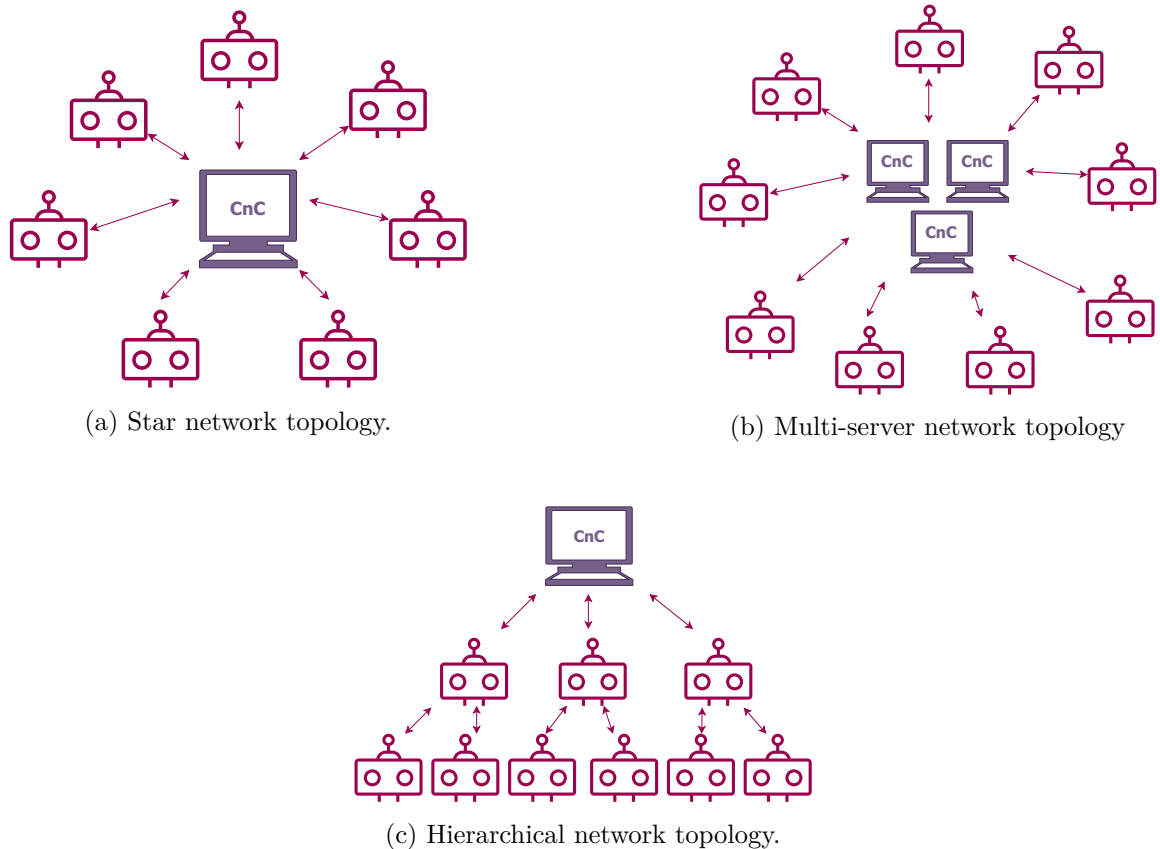 CnC
(a) Star network topology.
CnC CnC
CnC
(b) Multi-server network topology
CnC
(c) Hierarchical network topology.